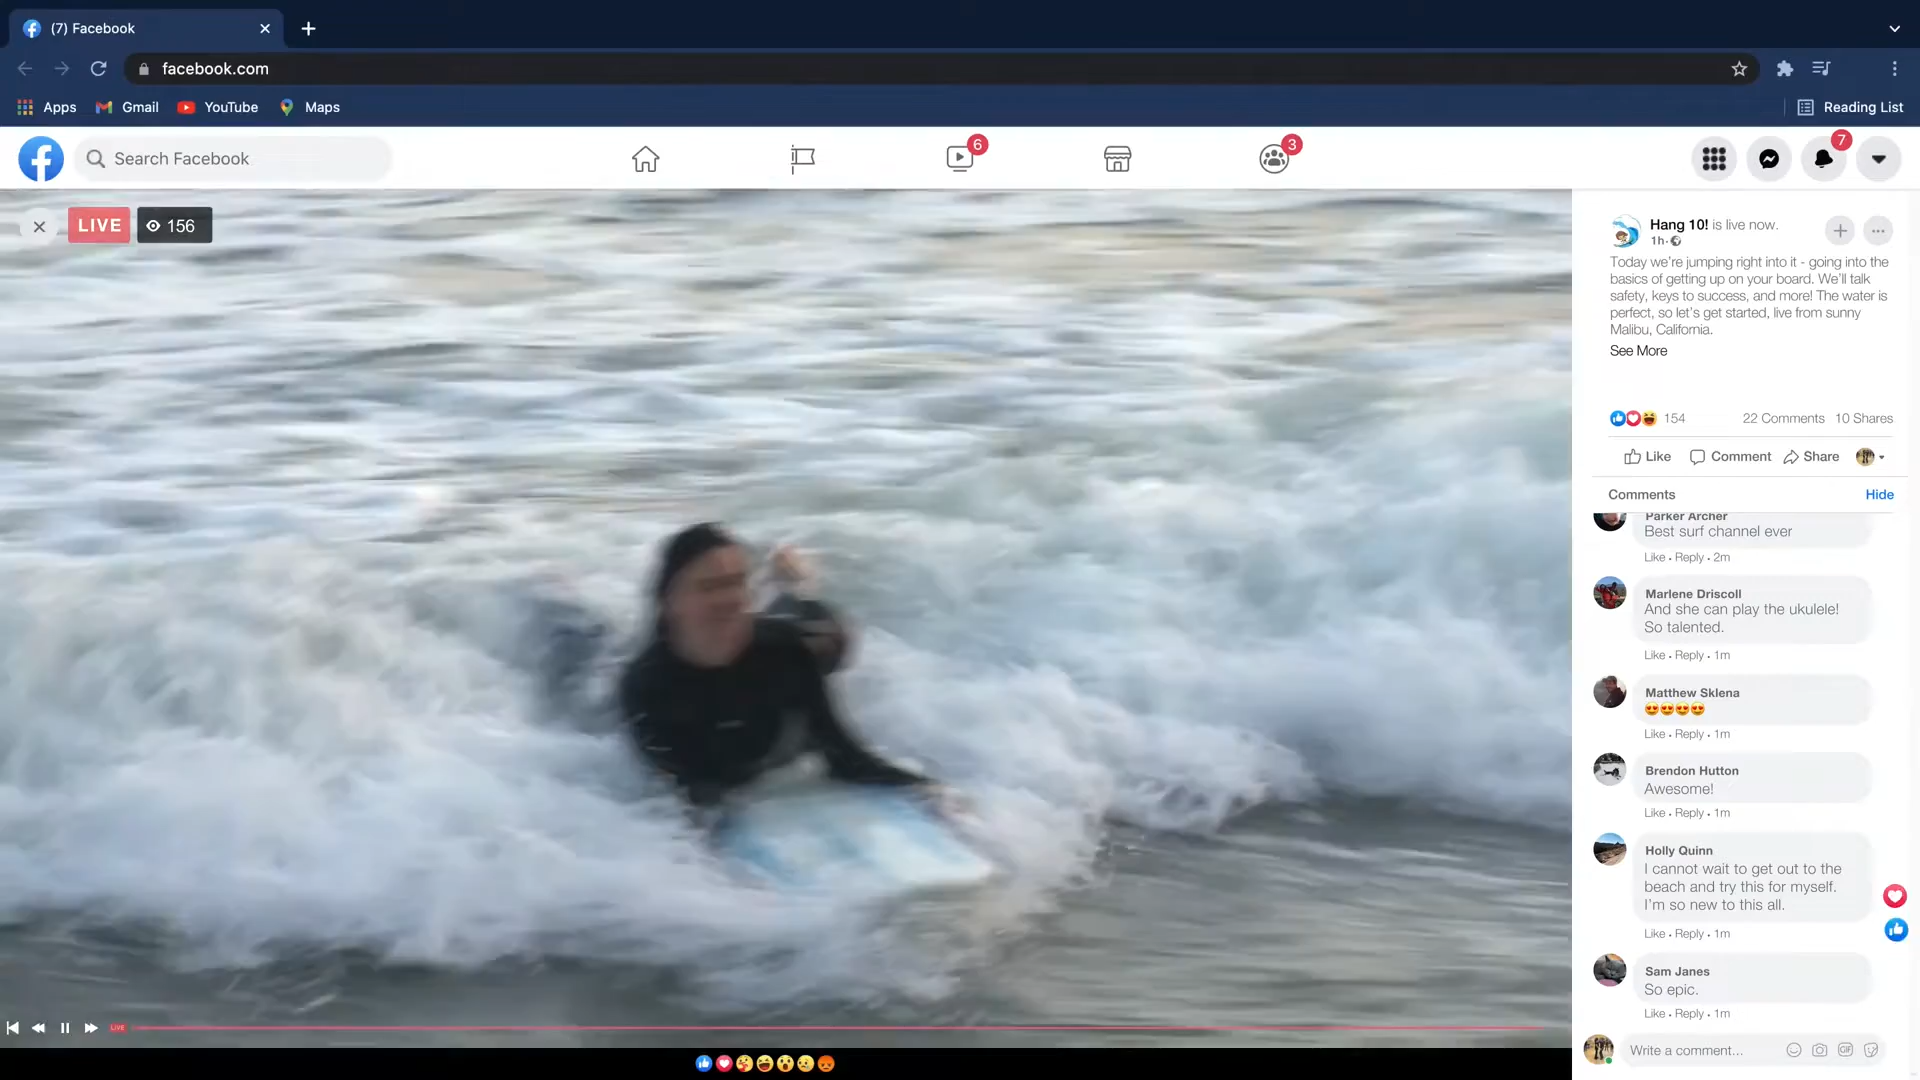 (7) Facebook
facebook.com
Apps
Gmail
YouTube
Maps
Reading List
Search Facebook
6
3
7
LIVE
156
Hang 10! is live now.
1h ·
Today we're jumping right into it - going into the
basics of getting up on your board. We'll talk
safety, keys to success, and more! The water is
perfect, so let's get started, live from sunny
Malibu, California.
See More
154
22 Comments 10 Shares
Like
Comment
Share
Comments
Hide
Parker Archer
Best surf channel ever
Like • Reply • 2m
Marlene Driscoll
And she can play the ukulele!
So talented.
Like • Reply • 1m
Matthew Sklena
😍😍😍😍
Like • Reply • 1m
Brendon Hutton
Awesome!
Like • Reply • 1m
Holly Quinn
I cannot wait to get out to the
beach and try this for myself.
I'm so new to this all.
Like • Reply • 1m
Sam Janes
So epic.
Like • Reply • 1m
LIVE
Write a comment...
GIF